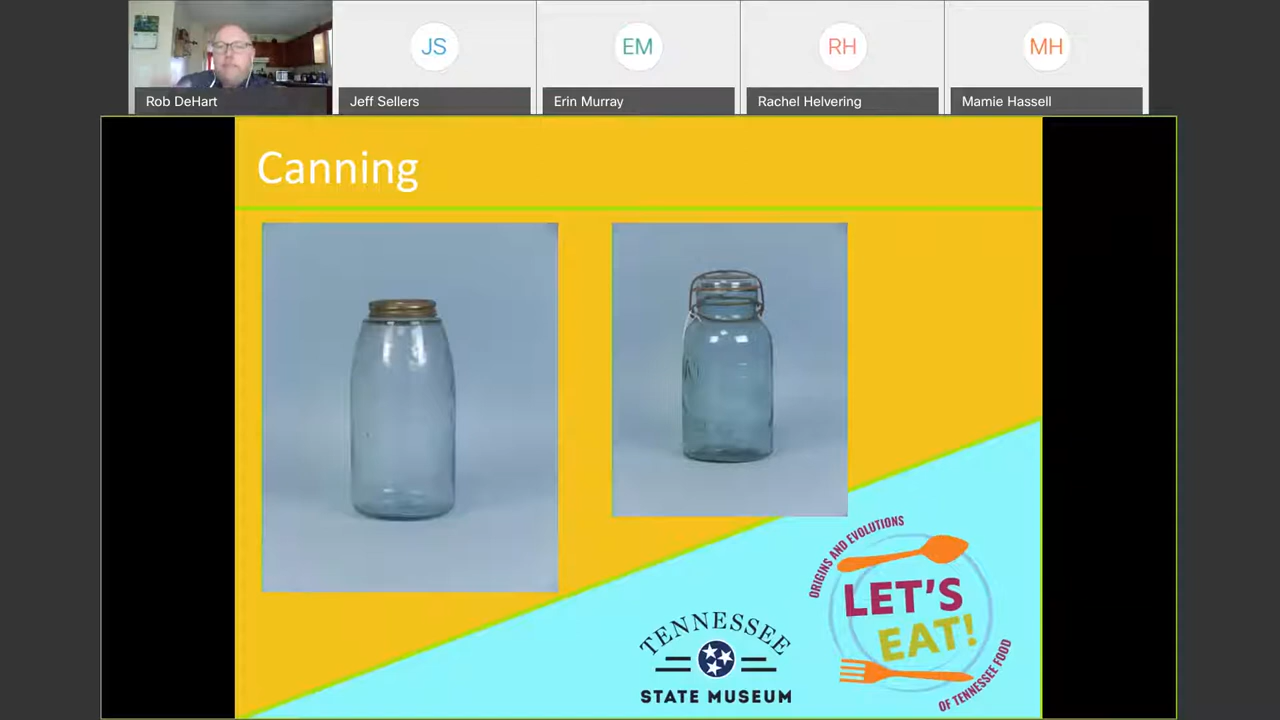 JS
EM
RH
MH
Rob DeHart
Jeff Sellers
Erin Murray
Rachel Helvering
Mamie Hassell
Canning
ORIGINS AND EVOLUTIONS
LET'S
EAT!
OF TENNESSEE FOOD
TENNESSEE
STATE MUSEUM